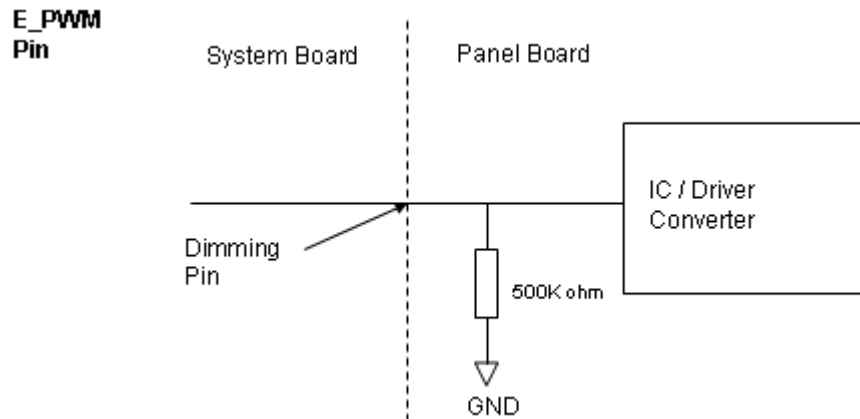 E_PWM
Pin
System Board
Panel Board
IC / Driver
Converter
Dimming
Pin
500K ohm
GND